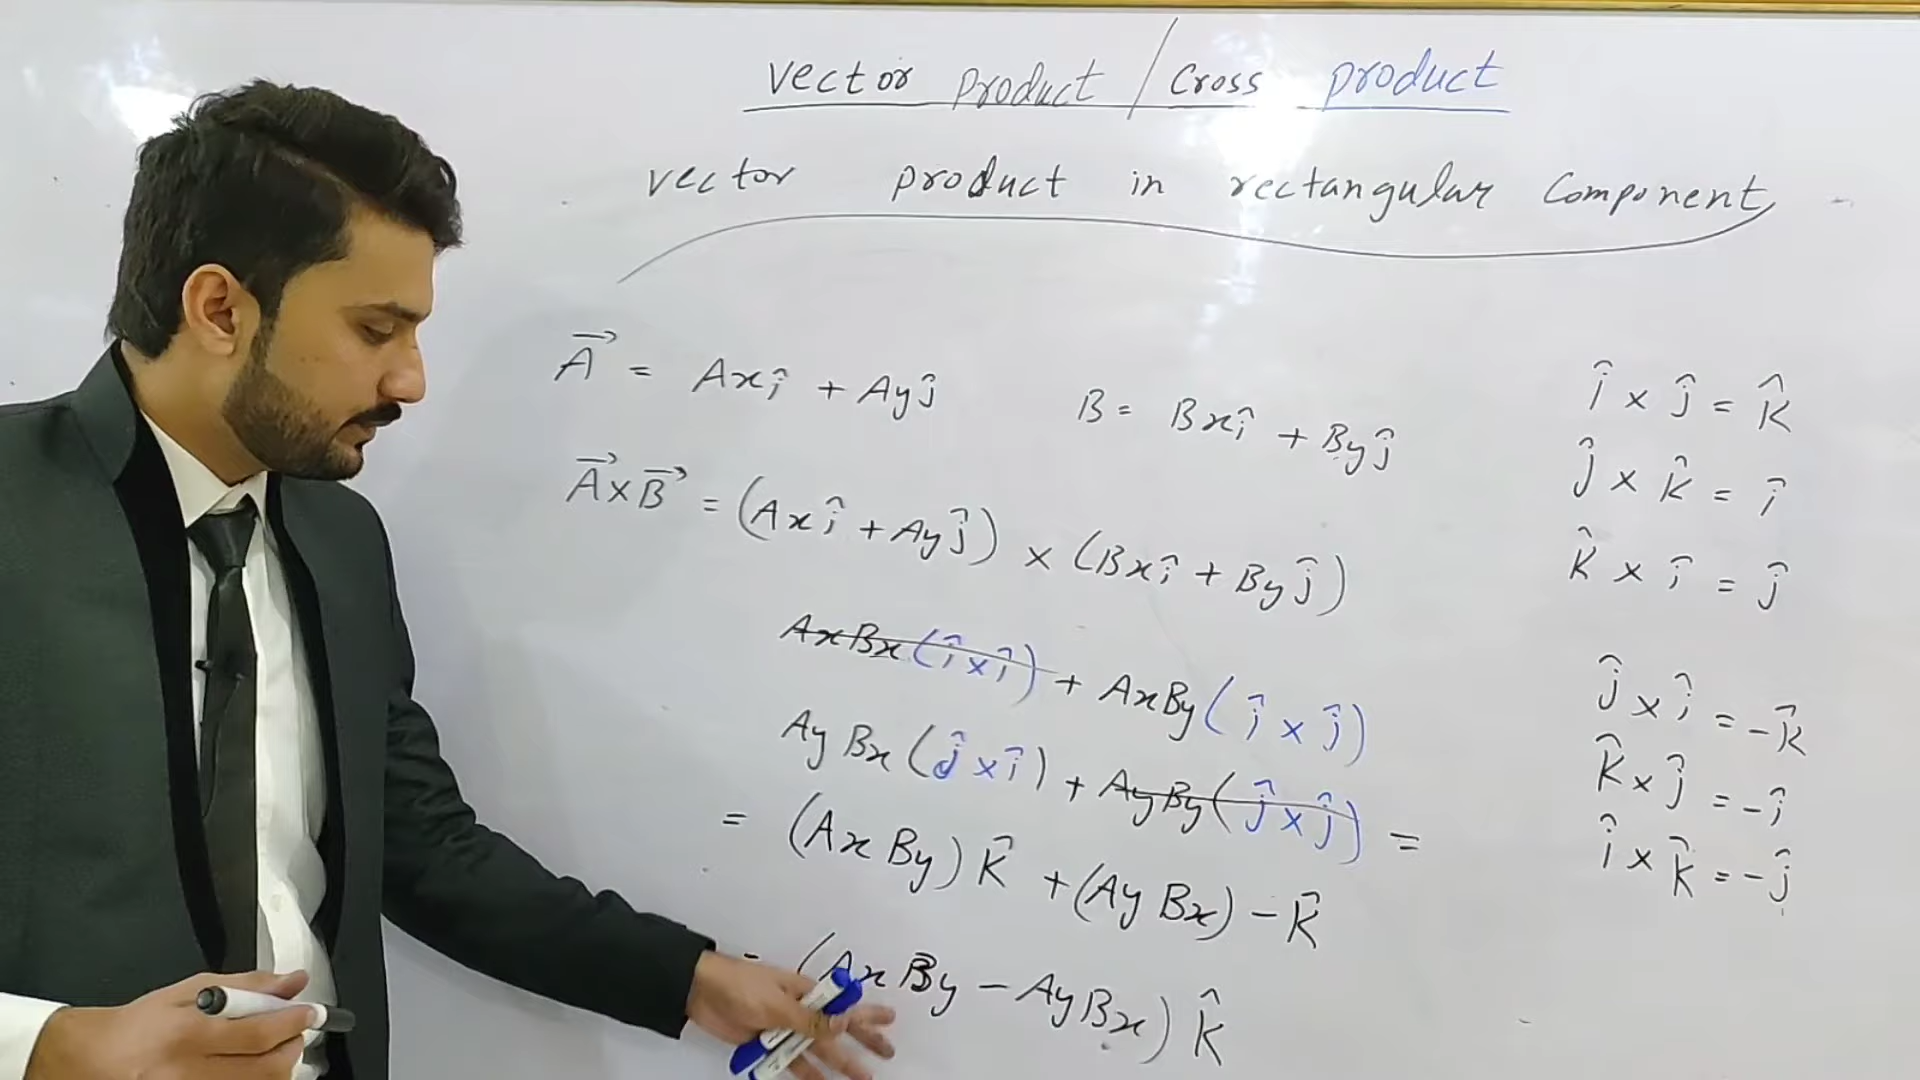 Vector Product / Cross product
vector product in rectangular Component
A⃗ = Axî + Ayĵ B = Bxî + Byĵ
A⃗×B⃗ = (Axî + Ayĵ) × (Bxî + Byĵ)
AxBx(î×î) + AxBy(î×ĵ)
AyBx(ĵ×î) + AyBy(ĵ×ĵ) =
= (AxBy)k̂ + (AyBx) - k̂
= (AxBy - AyBx) k̂
î × ĵ = k̂
ĵ × k̂ = î
k̂ × î = ĵ
ĵ × î = -k̂
k̂ × ĵ = -î
î × k̂ = -ĵ